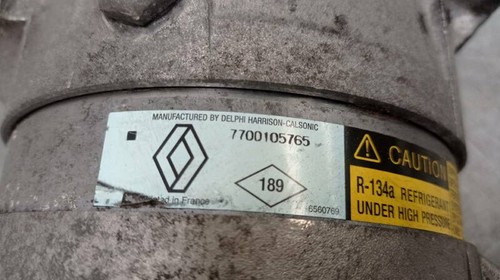 MANUFACTURED BY DELPHI HARRISON-CALSONIC
7700105765
189
in France
6560769
CAUTION
R-134a REFRIGERANT
UNDER HIGH PRESSURE